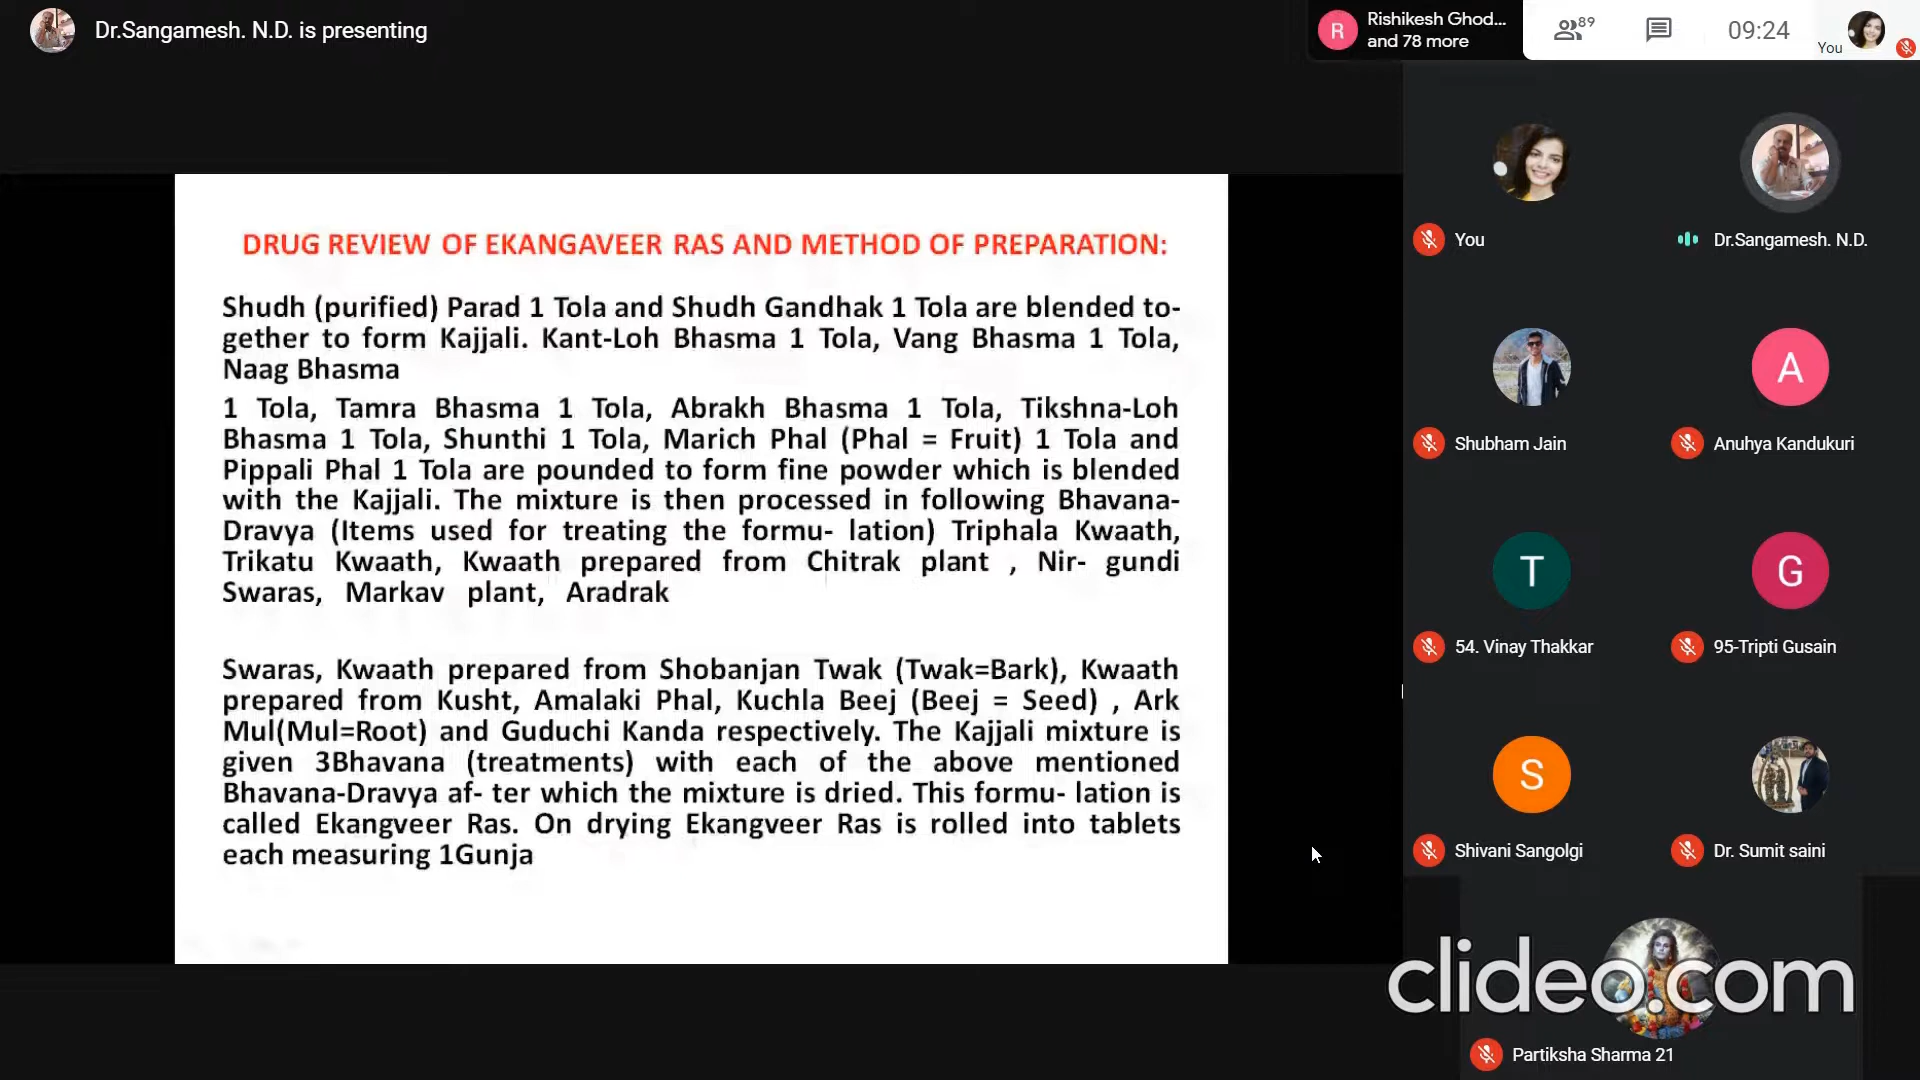 Dr.Sangamesh. N.D. is presenting
R
Rishikesh Ghod...
and 78 more
89
09:24
You
DRUG REVIEW OF EKANGAVEER RAS AND METHOD OF PREPARATION:
Shudh (purified) Parad 1 Tola and Shudh Gandhak 1 Tola are blended to-
gether to form Kajjali. Kant-Loh Bhasma 1 Tola, Vang Bhasma 1 Tola,
Naag Bhasma
1 Tola, Tamra Bhasma 1 Tola, Abrakh Bhasma 1 Tola, Tikshna-Loh
Bhasma 1 Tola, Shunthi 1 Tola, Marich Phal (Phal = Fruit) 1 Tola and
Pippali Phal 1 Tola are pounded to form fine powder which is blended
with the Kajjali. The mixture is then processed in following Bhavana-
Dravya (Items used for treating the formu- lation) Triphala Kwaath,
Trikatu Kwaath, Kwaath prepared from Chitrak plant , Nir- gundi
Swaras, Markav plant, Aradrak
Swaras, Kwaath prepared from Shobanjan Twak (Twak=Bark), Kwaath
prepared from Kusht, Amalaki Phal, Kuchla Beej (Beej = Seed) , Ark
Mul(Mul=Root) and Guduchi Kanda respectively. The Kajjali mixture is
given 3Bhavana (treatments) with each of the above mentioned
Bhavana-Dravya af- ter which the mixture is dried. This formu- lation is
called Ekangveer Ras. On drying Ekangveer Ras is rolled into tablets
each measuring 1Gunja
You
Dr.Sangamesh. N.D.
Shubham Jain
A
Anuhya Kandukuri
T
54. Vinay Thakkar
G
95-Tripti Gusain
S
Shivani Sangolgi
Dr. Sumit saini
clideo.com
Partiksha Sharma 21